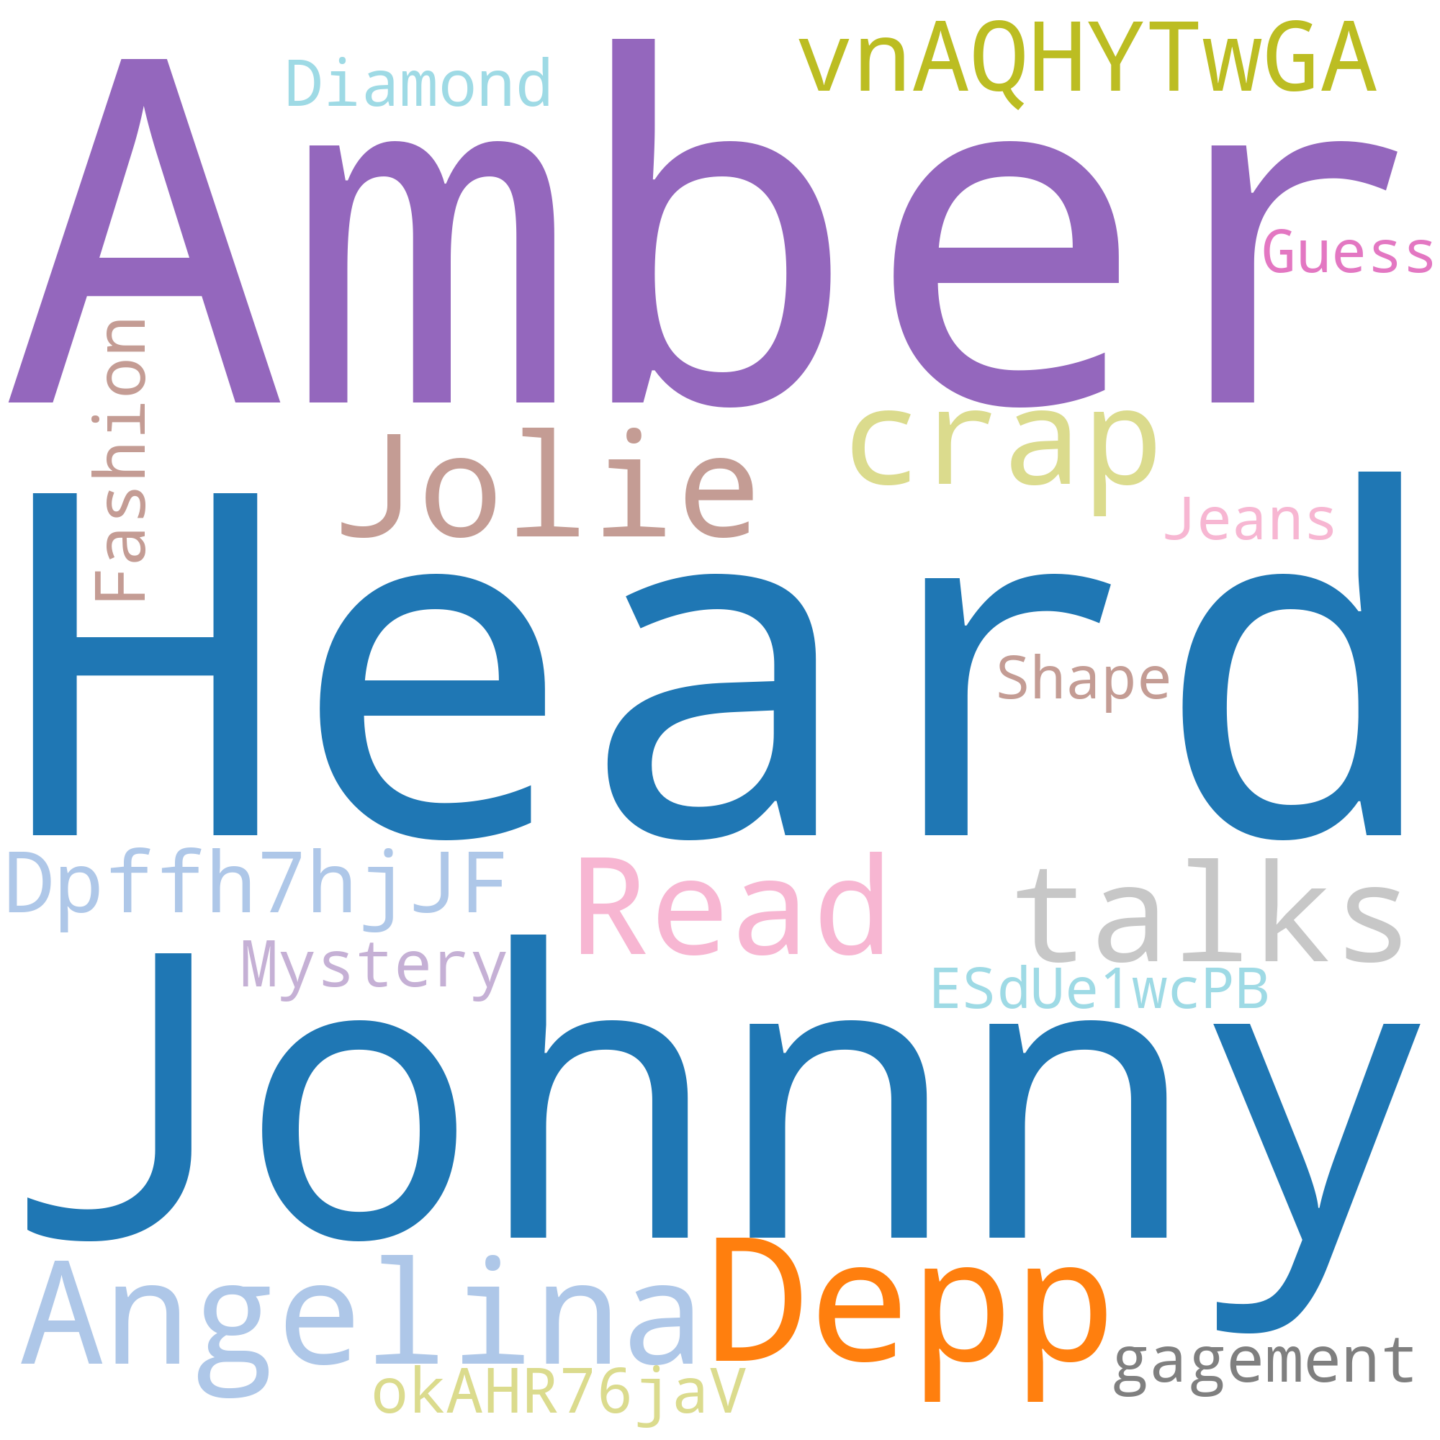 vnAQHYTwGA
Diamond
Amber
Guess
Fashion
crap
Jolie
Jeans
Heard
Shape
Dpffh7hjJF
Read
talks
Mystery
ESdUe1wcPB
Johnny
Angelina
Depp
gagement
okAHR76jaV